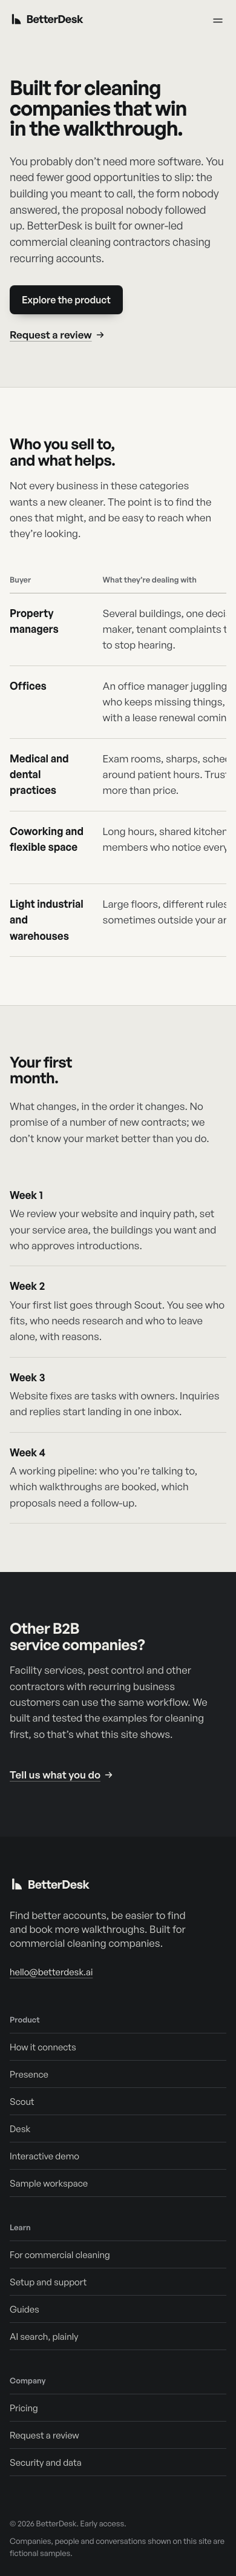 BetterDesk
Built for cleaning
companies that win
in the walkthrough.
You probably don’t need more software. You
need fewer good opportunities to slip: the
building you meant to call, the form nobody
answered, the proposal nobody followed
up. BetterDesk is built for owner-led
commercial cleaning contractors chasing
recurring accounts.
Explore the product
Request a review →
Who you sell to,
and what helps.
Not every business in these categories
wants a new cleaner. The point is to find the
ones that might, and be easy to reach when
they’re looking.
Buyer What they’re dealing with
Property
managers
Several buildings, one deci
maker, tenant complaints t
to stop hearing.
Offices
An office manager juggling
who keeps missing things,
with a lease renewal comin
Medical and
dental
practices
Exam rooms, sharps, sched
around patient hours. Trus
more than price.
Coworking and
flexible space
Long hours, shared kitcher
members who notice every
Light industrial
and
warehouses
Large floors, different rules
sometimes outside your ar
Your first
month.
What changes, in the order it changes. No
promise of a number of new contracts; we
don’t know your market better than you do.
Week 1
We review your website and inquiry path, set
your service area, the buildings you want and
who approves introductions.
Week 2
Your first list goes through Scout. You see who
fits, who needs research and who to leave
alone, with reasons.
Week 3
Website fixes are tasks with owners. Inquiries
and replies start landing in one inbox.
Week 4
A working pipeline: who you’re talking to,
which walkthroughs are booked, which
proposals need a follow-up.
Other B2B
service companies?
Facility services, pest control and other
contractors with recurring business
customers can use the same workflow. We
built and tested the examples for cleaning
first, so that’s what this site shows.
Tell us what you do →
BetterDesk
Find better accounts, be easier to find
and book more walkthroughs. Built for
commercial cleaning companies.
hello@betterdesk.ai
Product
How it connects
Presence
Scout
Desk
Interactive demo
Sample workspace
Learn
For commercial cleaning
Setup and support
Guides
AI search, plainly
Company
Pricing
Request a review
Security and data
© 2026 BetterDesk. Early access.
Companies, people and conversations shown on this site are
fictional samples.